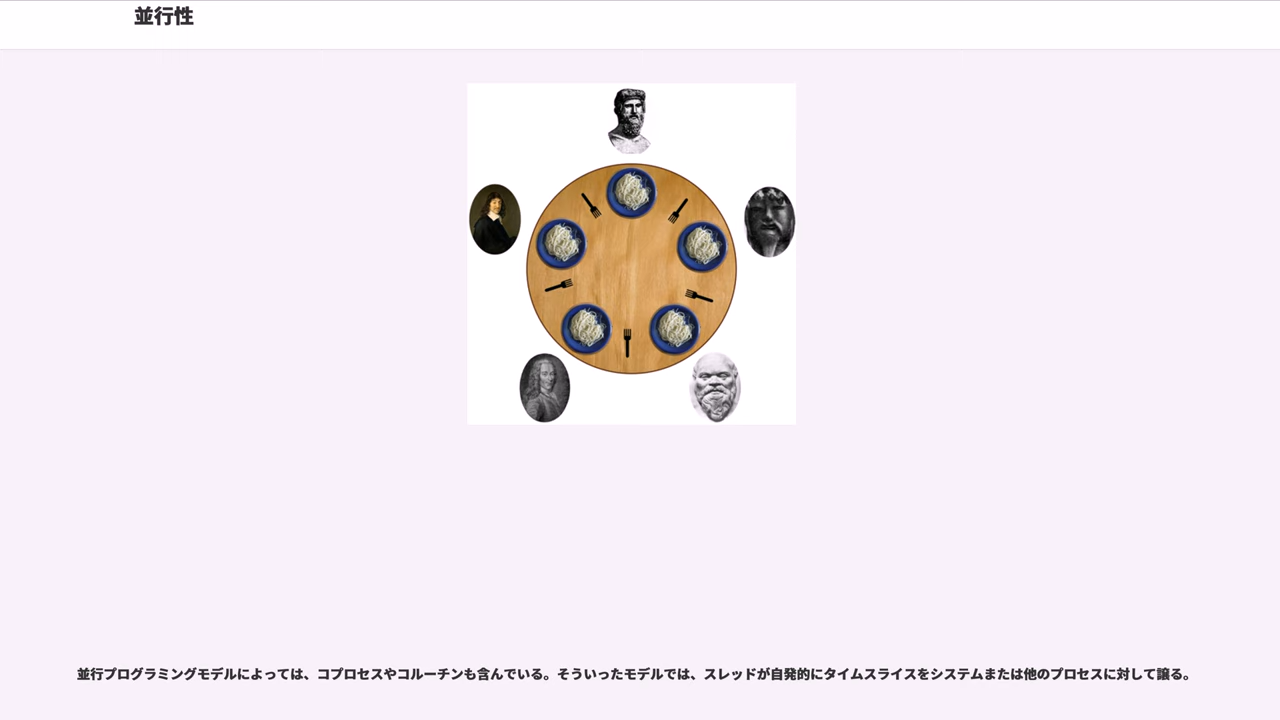 並行性
並行プログラミングモデルによっては、コプロセスやコルーチンも含んでいる。そういったモデルでは、スレッドが自発的にタイムスライスをシステムまたは他のプロセスに対して譲る。